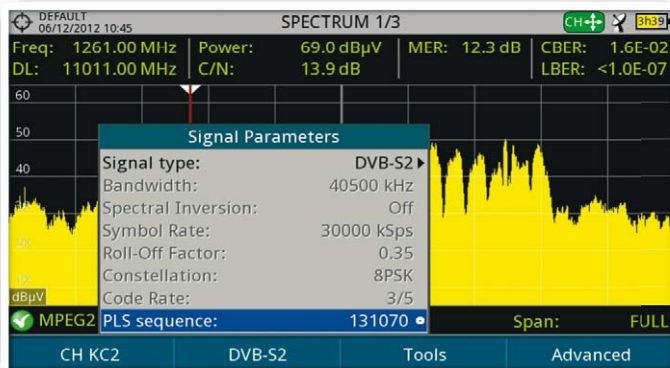 DEFAULT
06/12/2012 10:45
SPECTRUM 1/3
CH
3h39
Freq: 1261.00 MHz
Power: 69.0 dBµV
MER: 12.3 dB
CBER: 1.6E-02
DL: 11011.00 MHz
C/N: 13.9 dB
LBER: <1.0E-07
60
50
40
dBµV
Signal Parameters
Signal type: DVB-S2
Bandwidth: 40500 kHz
Spectral Inversion: Off
Symbol Rate: 30000 kSps
Roll-Off Factor: 0.35
Constellation: 8PSK
Code Rate: 3/5
PLS sequence: 131070
MPEG2
Span: FULL
CH KC2
DVB-S2
Tools
Advanced